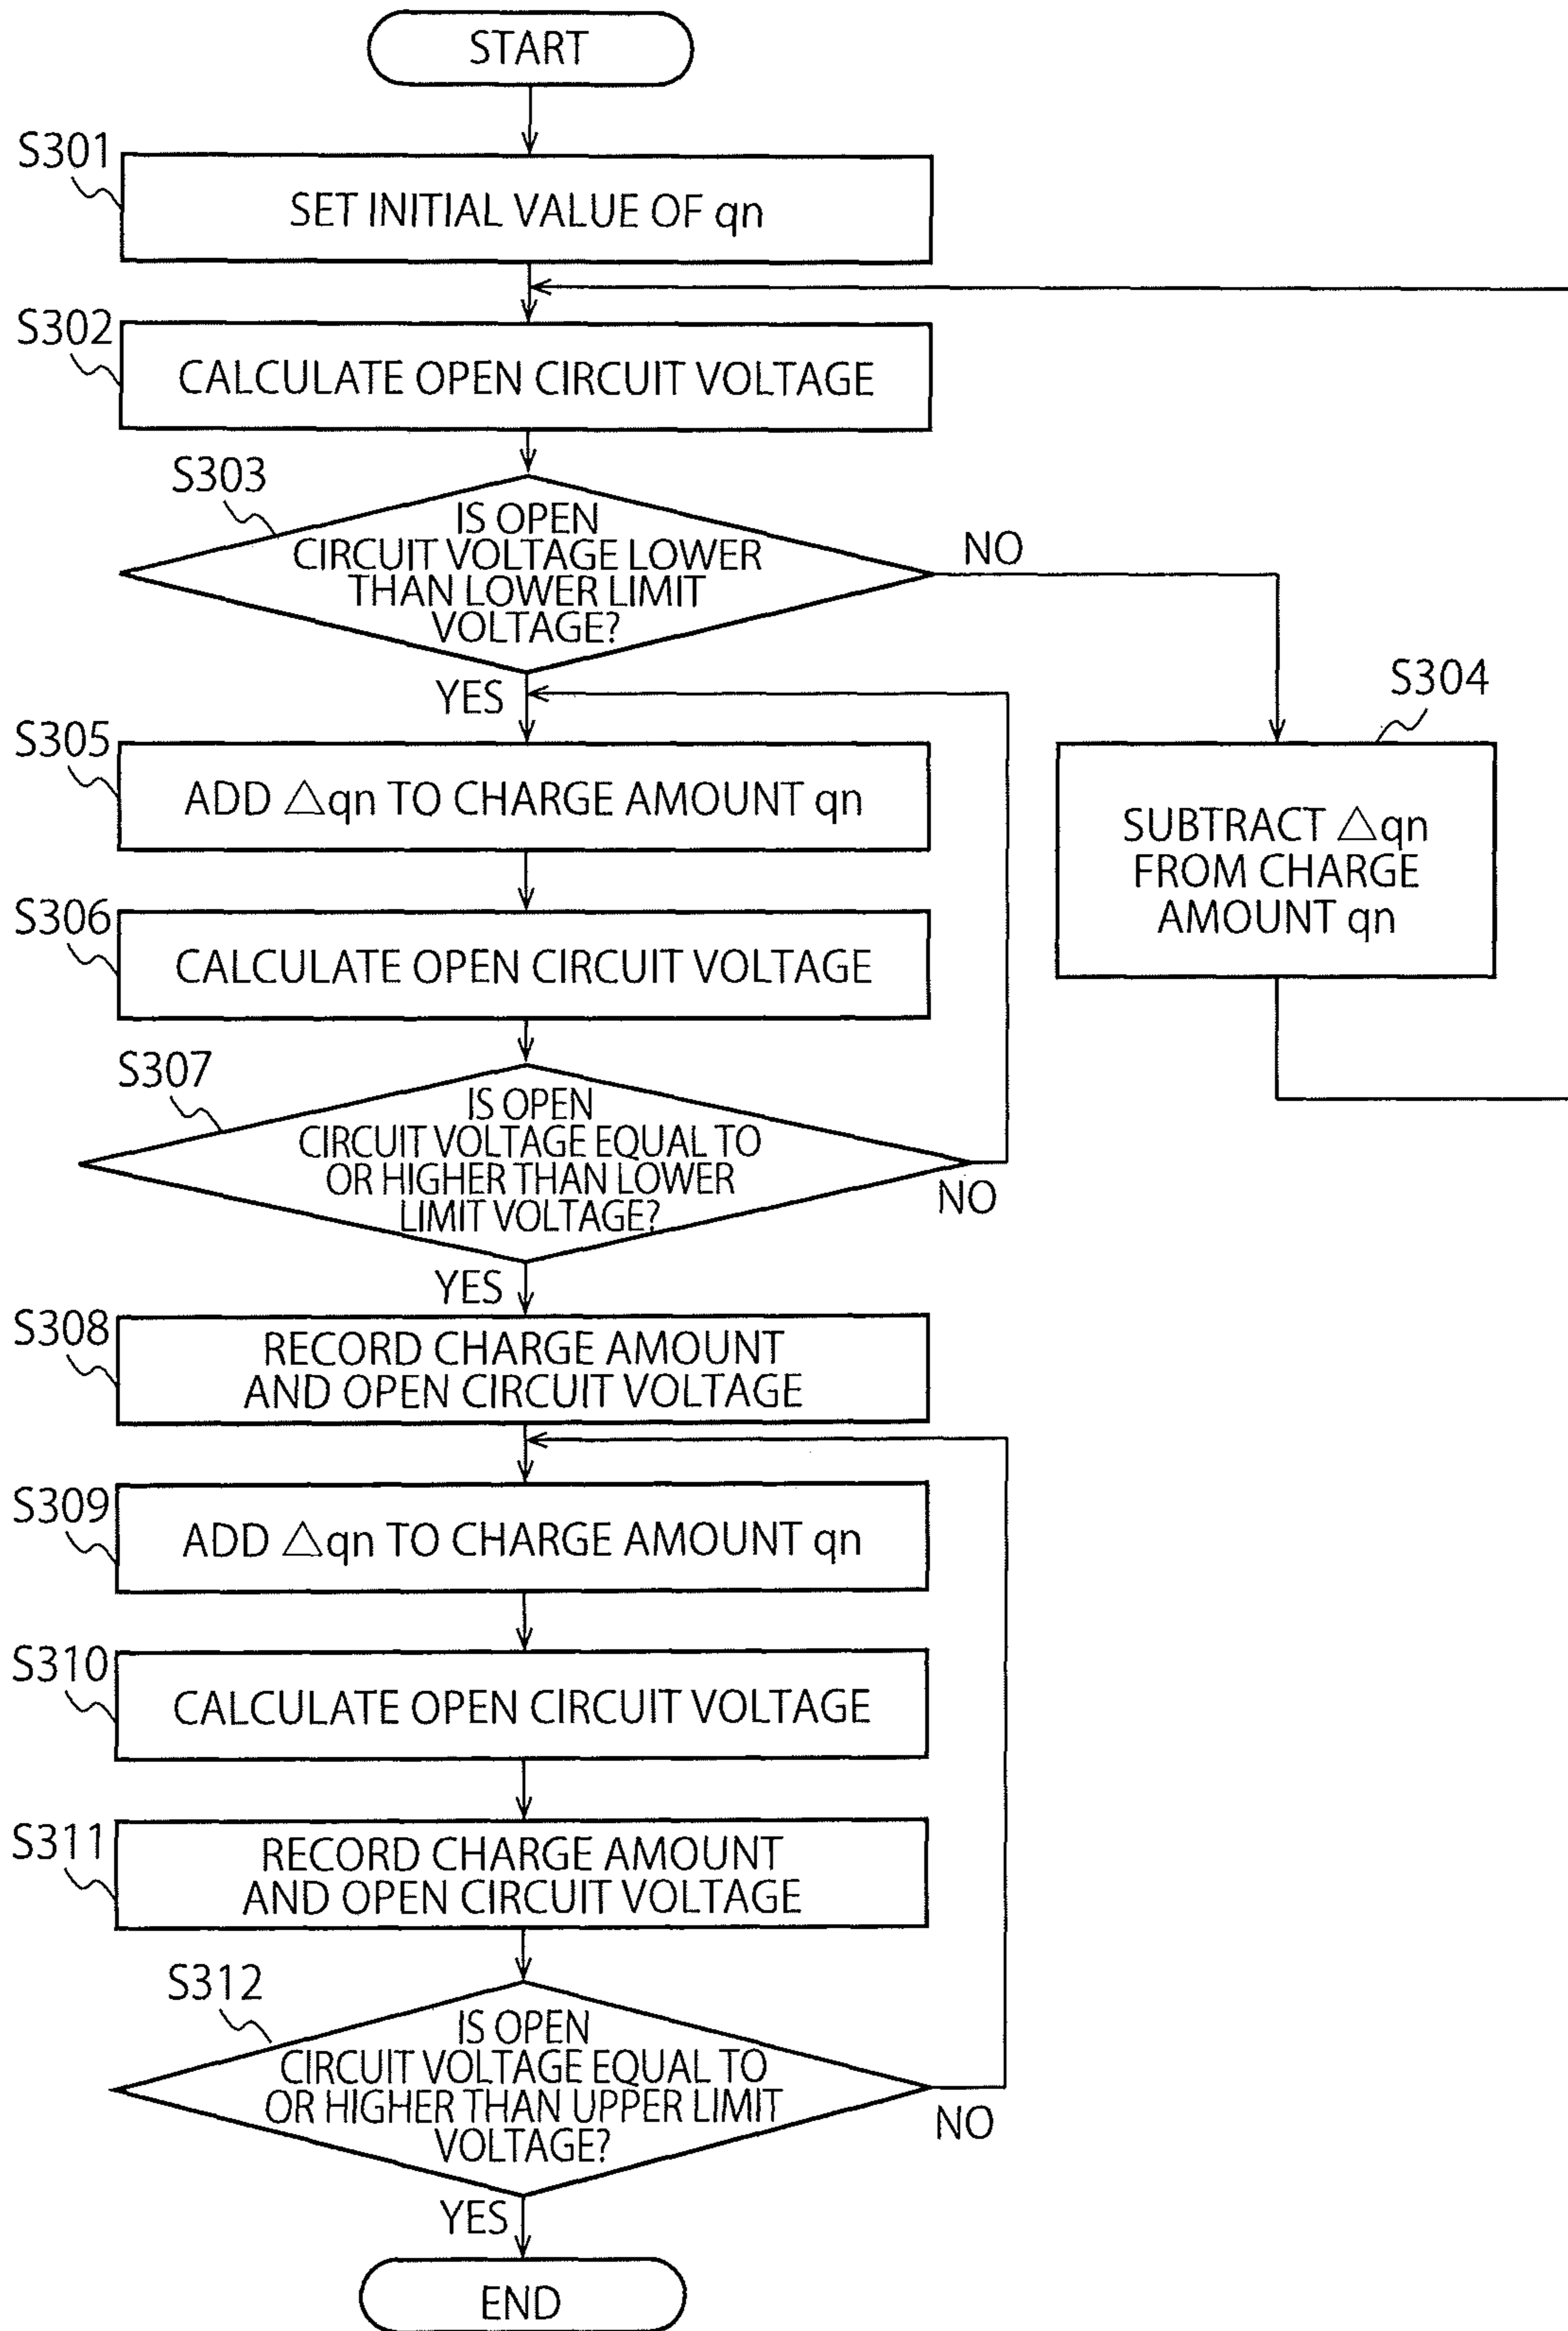 START
S301
SET INITIAL VALUE OF qn
S302
CALCULATE OPEN CIRCUIT VOLTAGE
S303
IS OPEN
CIRCUIT VOLTAGE LOWER
THAN LOWER LIMIT
VOLTAGE?
NO
YES
S304
SUBTRACT △qn
FROM CHARGE
AMOUNT qn
S305
ADD △qn TO CHARGE AMOUNT qn
S306
CALCULATE OPEN CIRCUIT VOLTAGE
S307
IS OPEN
CIRCUIT VOLTAGE EQUAL TO
OR HIGHER THAN LOWER
LIMIT VOLTAGE?
NO
YES
S308
RECORD CHARGE AMOUNT
AND OPEN CIRCUIT VOLTAGE
S309
ADD △qn TO CHARGE AMOUNT qn
S310
CALCULATE OPEN CIRCUIT VOLTAGE
S311
RECORD CHARGE AMOUNT
AND OPEN CIRCUIT VOLTAGE
S312
IS OPEN
CIRCUIT VOLTAGE EQUAL TO
OR HIGHER THAN UPPER LIMIT
VOLTAGE?
NO
YES
END